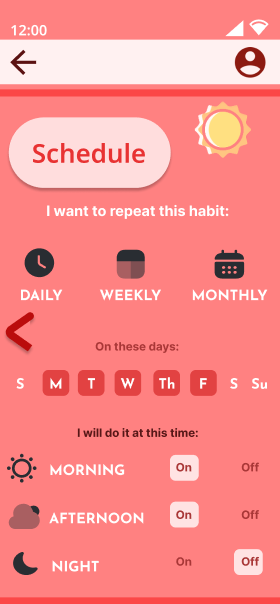 12:00
Schedule
I want to repeat this habit:
DAILY WEEKLY MONTHLY
On these days:
S M T W Th F S Su
I will do it at this time:
MORNING On Off
AFTERNOON On Off
NIGHT On Off